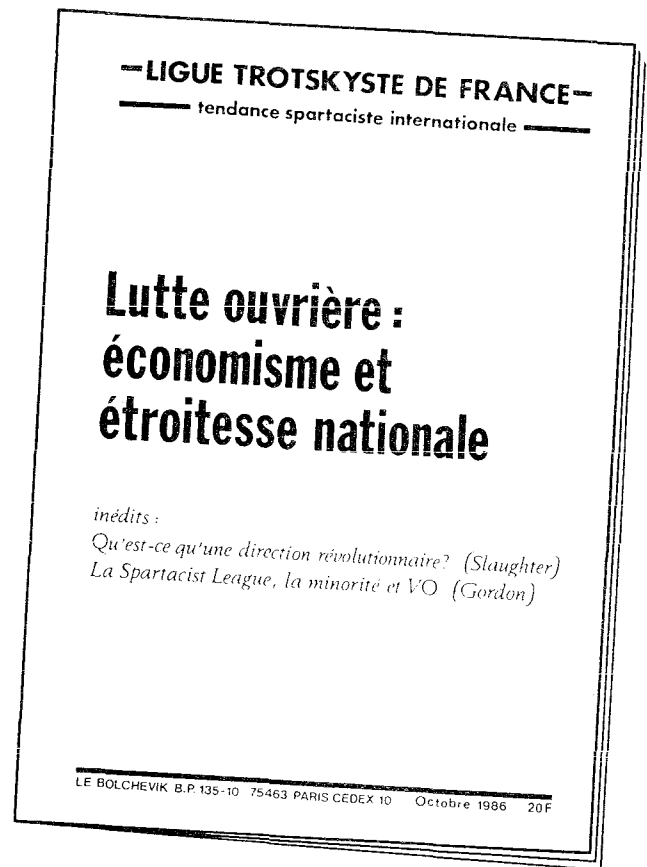 LIGUE TROTSKYSTE DE FRANCE
tendance spartaciste internationale
Lutte ouvrière :
économisme et
étroitesse nationale
inédits :
Qu'est-ce qu'une direction révolutionnaire? (Slaughter)
La Spartacist League, la minorité et VO (Gordon)
LE BOLCHEVIK B.P. 135-10 75463 PARIS CEDEX 10 Octobre 1986 20F